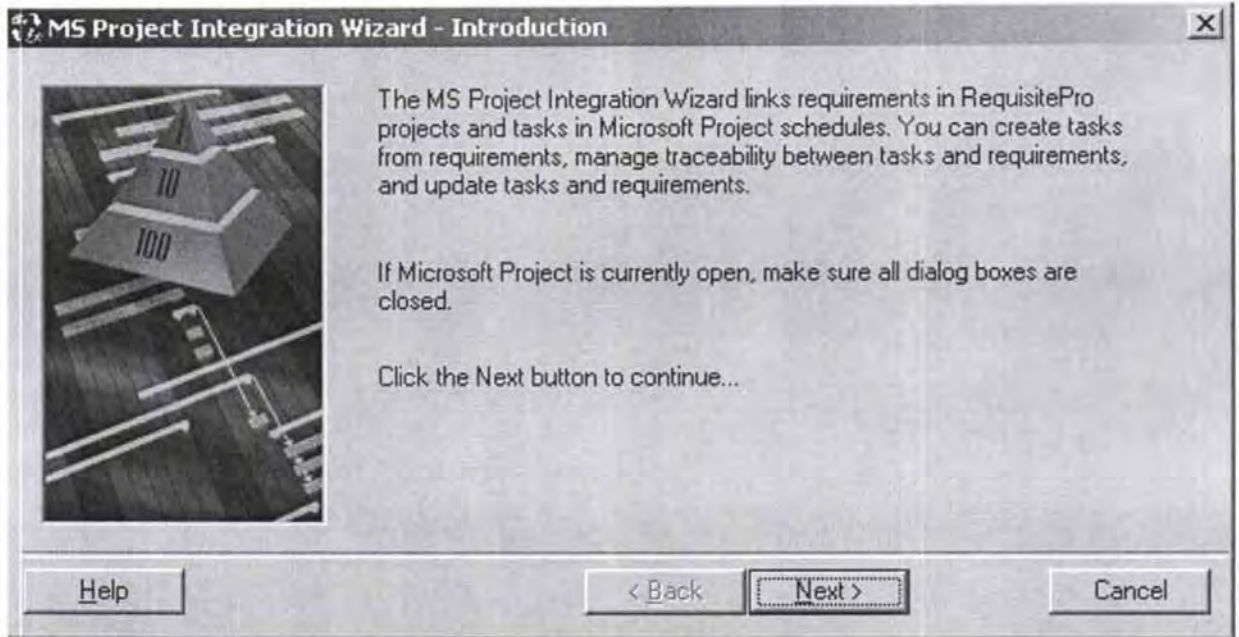 MS Project Integration Wizard - Introduction
The MS Project Integration Wizard links requirements in RequisitePro
projects and tasks in Microsoft Project schedules. You can create tasks
from requirements, manage traceability between tasks and requirements,
and update tasks and requirements.
If Microsoft Project is currently open, make sure all dialog boxes are
closed.
Click the Next button to continue...
10
100
Help
< Back
Next >
Cancel